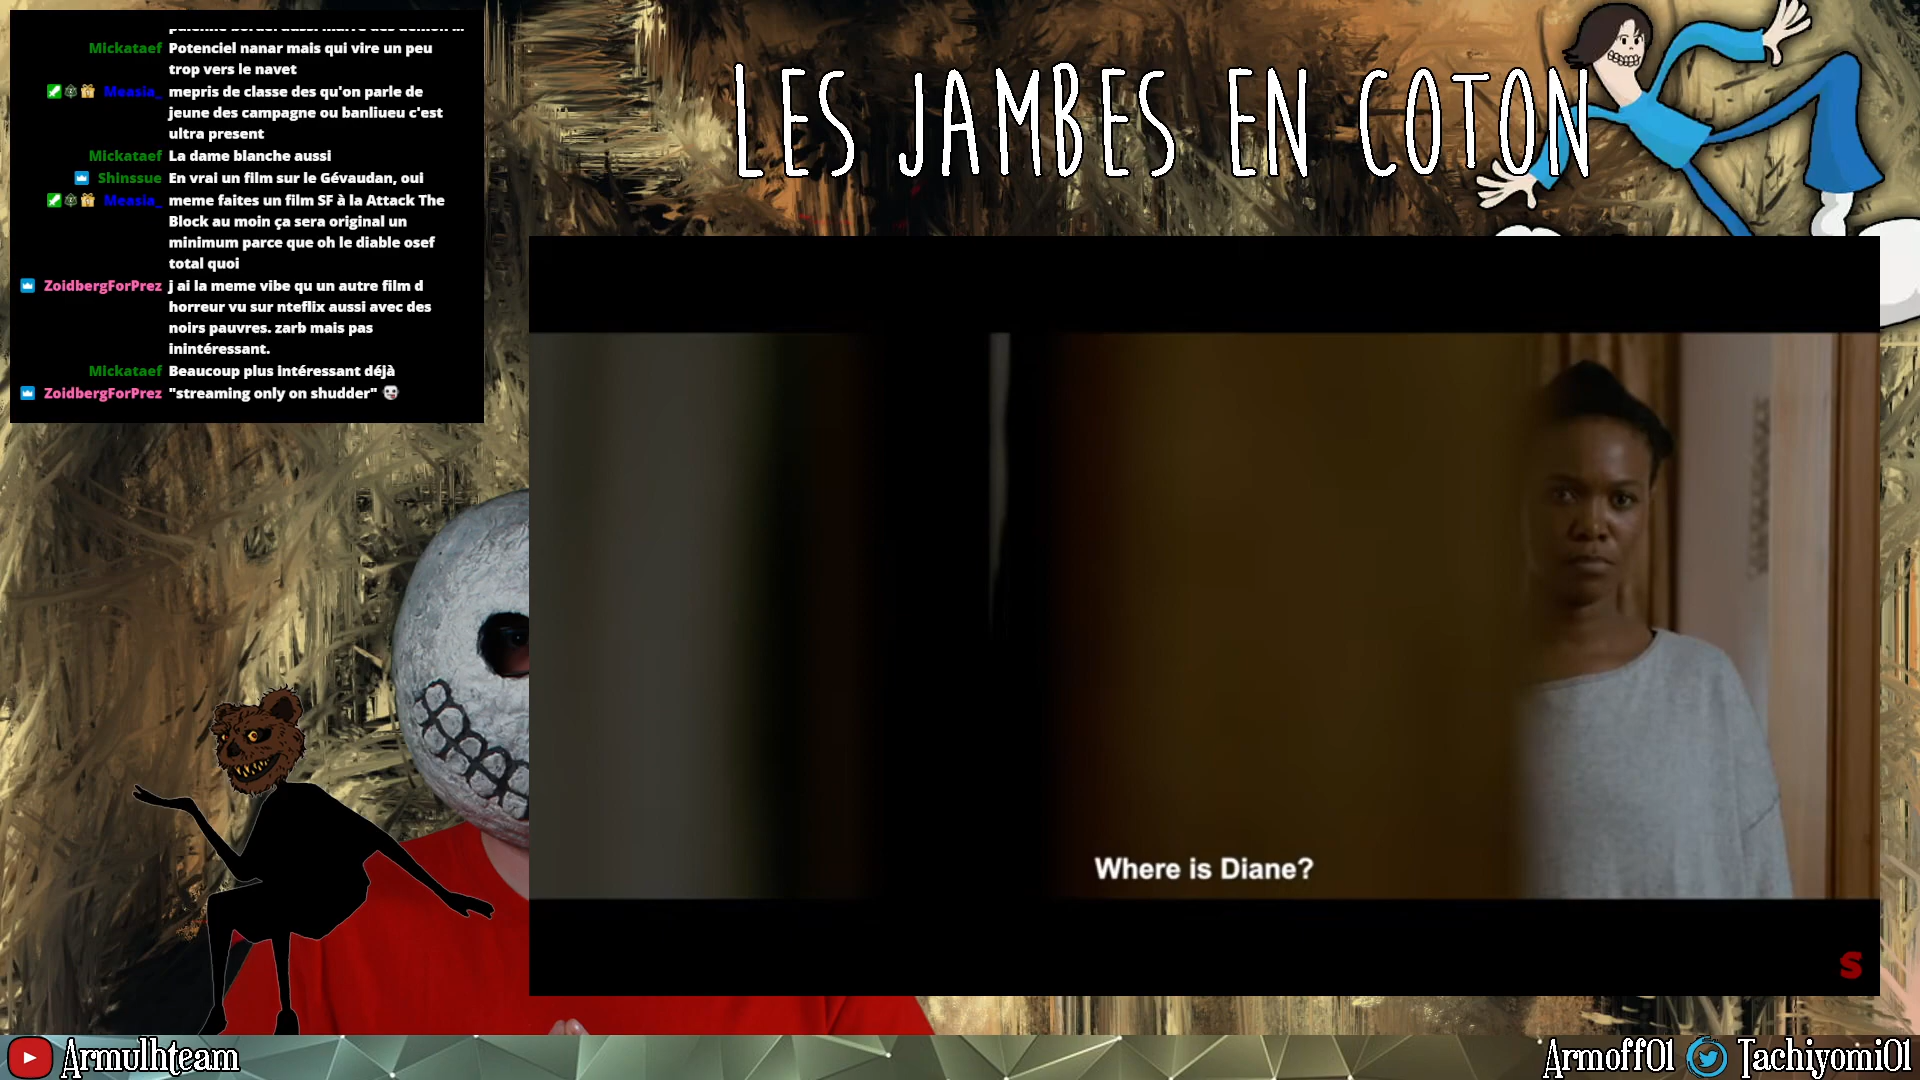 Mickataef Potenciel nanar mais qui vire un peu
trop vers le navet
Measia_ mepris de classe des qu'on parle de
jeune des campagne ou banliueu c'est
ultra present
Mickataef La dame blanche aussi
Shinssue En vrai un film sur le Gévaudan, oui
Measia_ meme faites un film SF à la Attack The
Block au moin ça sera original un
minimum parce que oh le diable osef
total quoi
ZoidbergForPrez j ai la meme vibe qu un autre film d
horreur vu sur nteflix aussi avec des
noirs pauvres. zarb mais pas
inintéressant.
Mickataef Beaucoup plus intéressant déjà
ZoidbergForPrez "streaming only on shudder"
LES JAMBES EN COTON
Where is Diane?
S
Armulhteam
Armoff01
Tachiyomi01